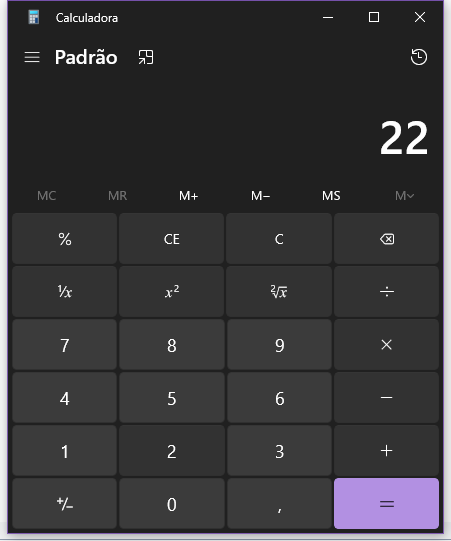 Calculadora
Padrão
22
MC MR M+ M− MS M
% CE C
¹/x x² ²√x ÷
7 8 9 ×
4 5 6 −
1 2 3 +
+/− 0 , =